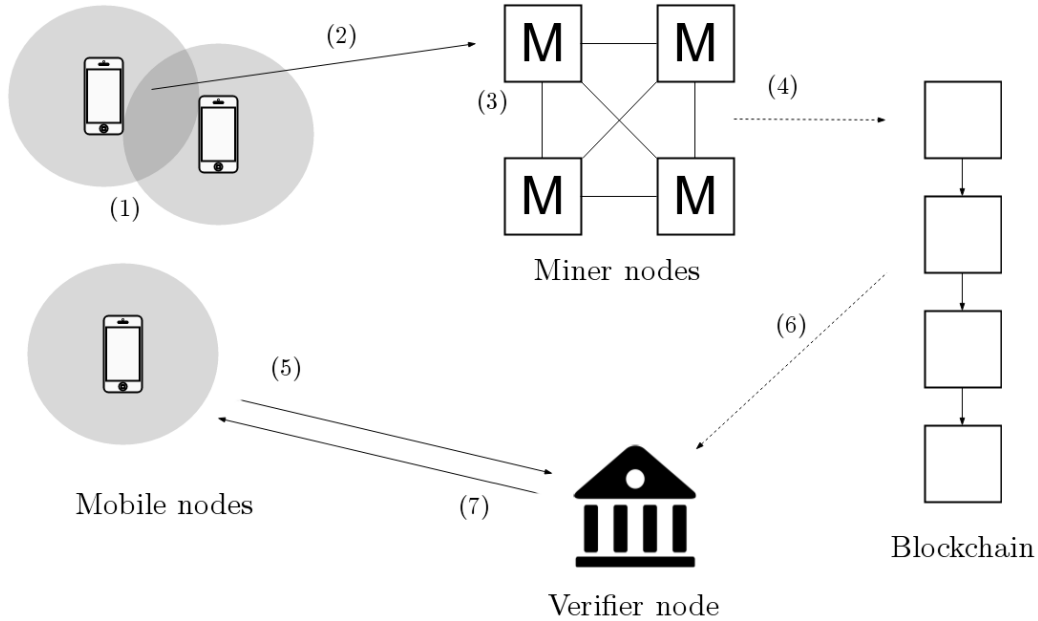 (2)
M
M
(3)
(4)
(1)
M
M
Miner nodes
(6)
(5)
Mobile nodes
(7)
Blockchain
Verifier node